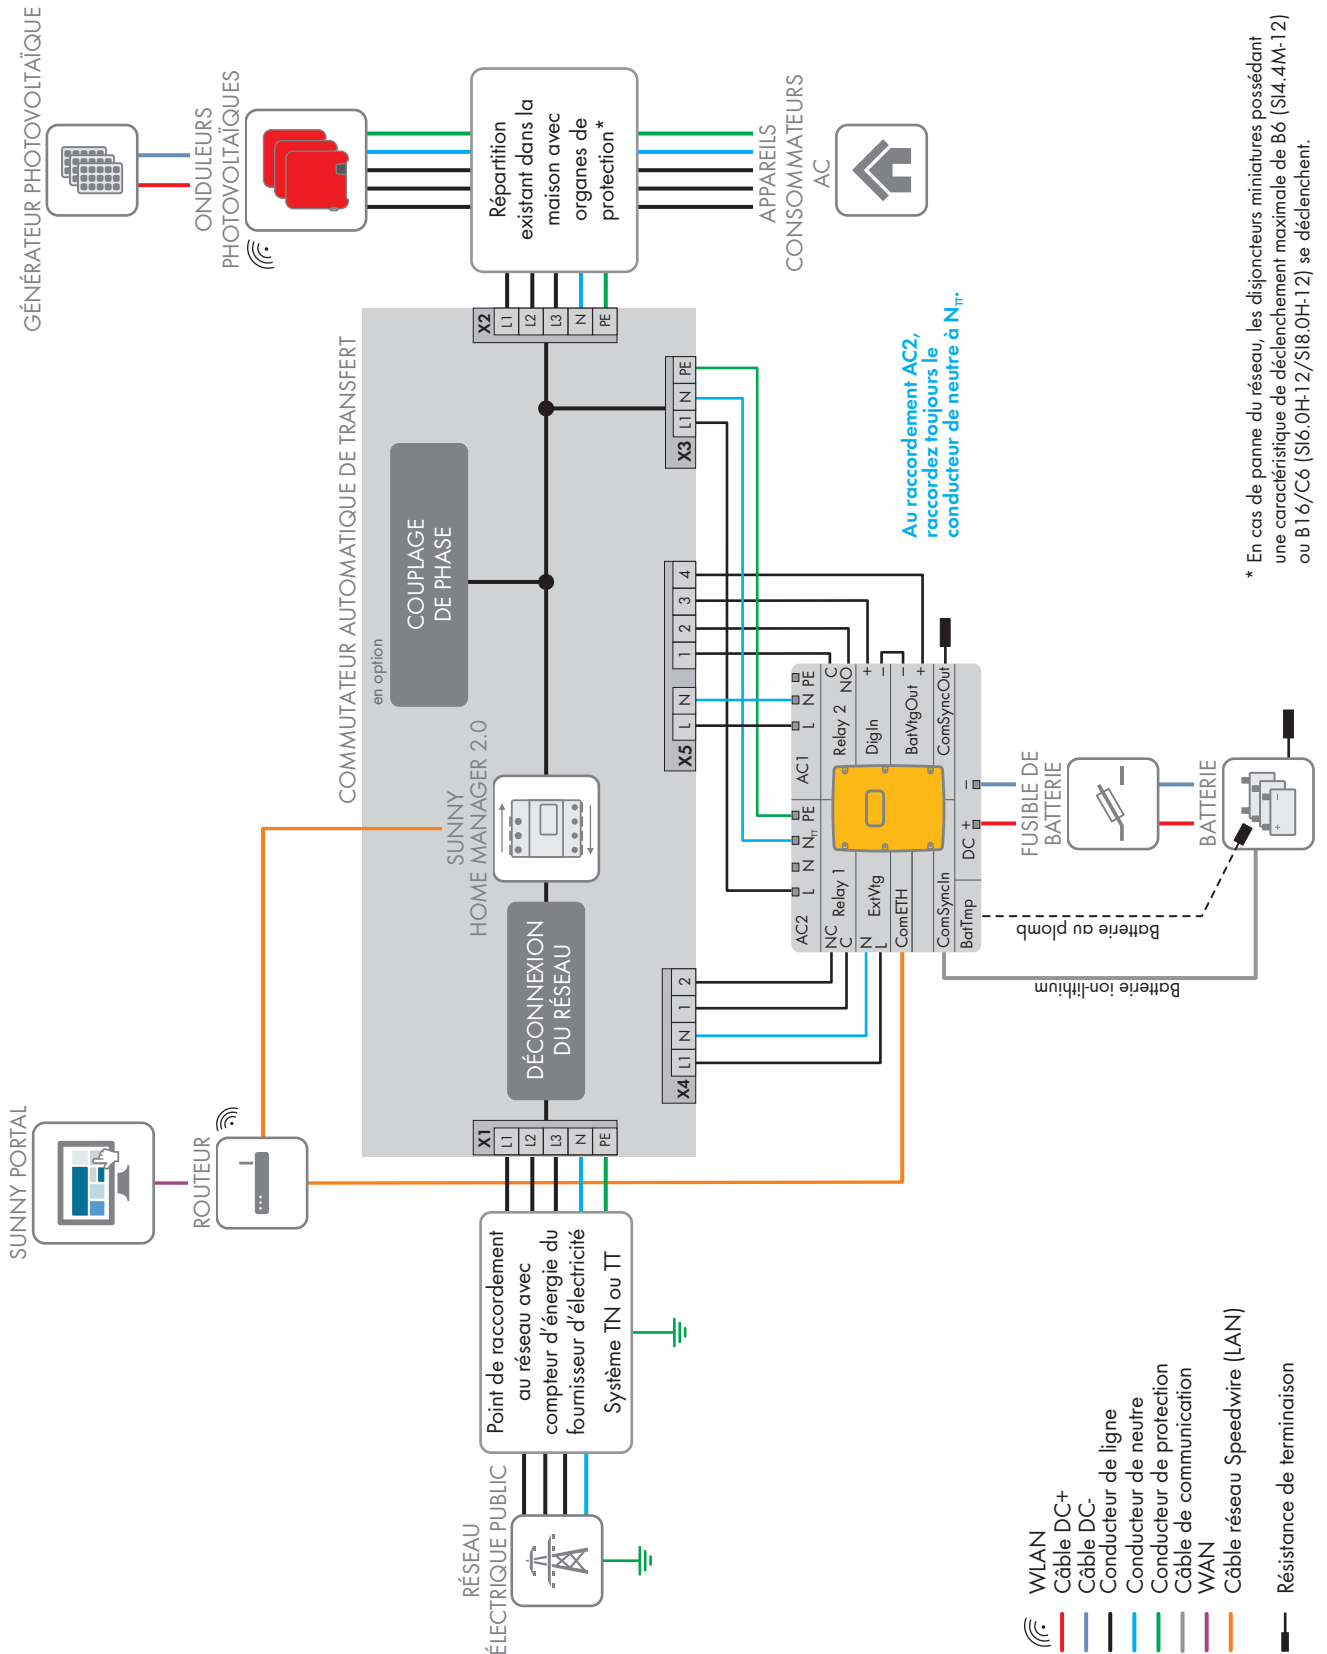 SUNNY PORTAL
ROUTEUR
RÉSEAU
ÉLECTRIQUE PUBLIC
Point de raccordement
au réseau avec
compteur d'énergie du
fournisseur d'électricité
Système TN ou TT
COMMUTATEUR AUTOMATIQUE DE TRANSFERT
X1
L1
L2
L3
N
PE
DÉCONNEXION
DU RÉSEAU
SUNNY
HOME MANAGER 2.0
en option
COUPLAGE
DE PHASE
X2
L1
L2
L3
N
PE
X4
L1
N
1
2
X5
L
N
1
2
3
4
X3
L1
N
PE
GÉNÉRATEUR PHOTOVOLTAÏQUE
ONDULEURS
PHOTOVOLTAÏQUES
Répartition
existant dans la
maison avec
organes de
protection*
APPAREILS
CONSOMMATEURS
AC
Au raccordement AC2,
raccordez toujours le
conducteur de neutre à NTT.
AC2
L
N
NTT
PE
AC1
L
N
PE
NC
C
Relay 1
N
L
ExtVtg
ComETH
ComSyncIn
BatTmp
DC
+
−
Relay 2
C
NO
DigIn
+
−
BatVtgOut
−
+
ComSyncOut
FUSIBLE DE
BATTERIE
BATTERIE
+
−
Batterie au plomb
Batterie ion-lithium
WLAN
Câble DC+
Câble DC-
Conducteur de ligne
Conducteur de neutre
Conducteur de protection
Câble de communication
WAN
Câble réseau Speedwire (LAN)
Résistance de terminaison
* En cas de panne du réseau, les disjoncteurs miniatures possédant
une caractéristique de déclenchement maximale de B6 (SI4.4M-12)
ou B16/C6 (SI6.0H-12/SI8.0H-12) se déclenchent.